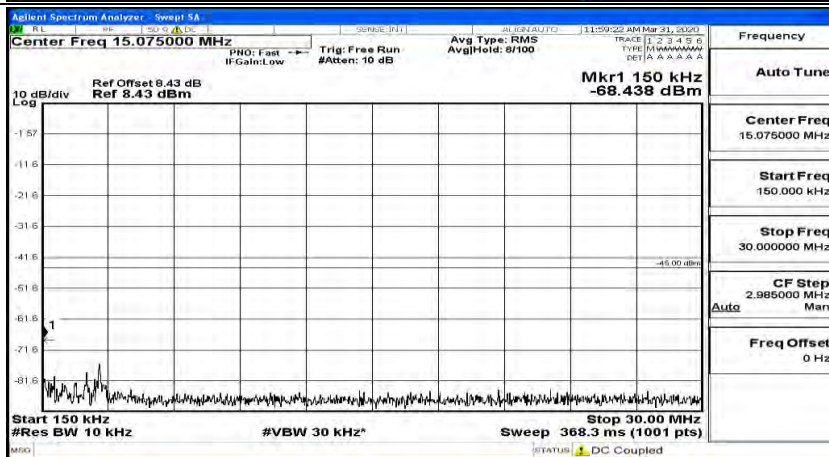 Agilent Spectrum Analyzer - Swept SA
RL RF 50 Ω DC SENSE:INT ALIGN AUTO 11:59:22 AM Mar 31, 2020
Center Freq 15.075000 MHz
PNO: Fast
IFGain:Low
Trig: Free Run
#Atten: 10 dB
Avg Type: RMS
Avg|Hold: 8/100
TRACE 1 2 3 4 5 6
TYPE M WWWWW
DET A A A A A A
Ref Offset 8.43 dB
10 dB/div Ref 8.43 dBm
Log
Mkr1 150 kHz
-68.438 dBm
-1.57
-11.6
-21.6
-31.6
-41.6
-45.00 dBm
-51.6
-61.6
1
-71.6
-81.6
Start 150 kHz Stop 30.00 MHz
#Res BW 10 kHz #VBW 30 kHz* Sweep 368.3 ms (1001 pts)
MSG STATUS DC Coupled
Frequency
Auto Tune
Center Freq
15.075000 MHz
Start Freq
150.000 kHz
Stop Freq
30.000000 MHz
CF Step
2.985000 MHz
Auto Man
Freq Offset
0 Hz